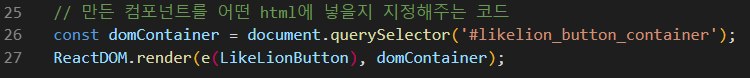 25 // 만든 컴포넌트를 어떤 html에 넣을지 지정해주는 코드
26 const domContainer = document.querySelector('#likelion_button_container');
27 ReactDOM.render(e(LikeLionButton), domContainer);